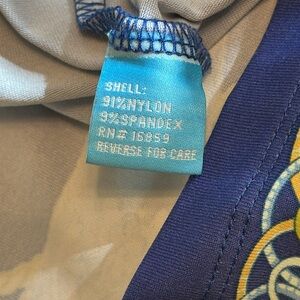 SHELL:
91%NYLON
9%SPANDEX
RN# 16859
REVERSE FOR CARE